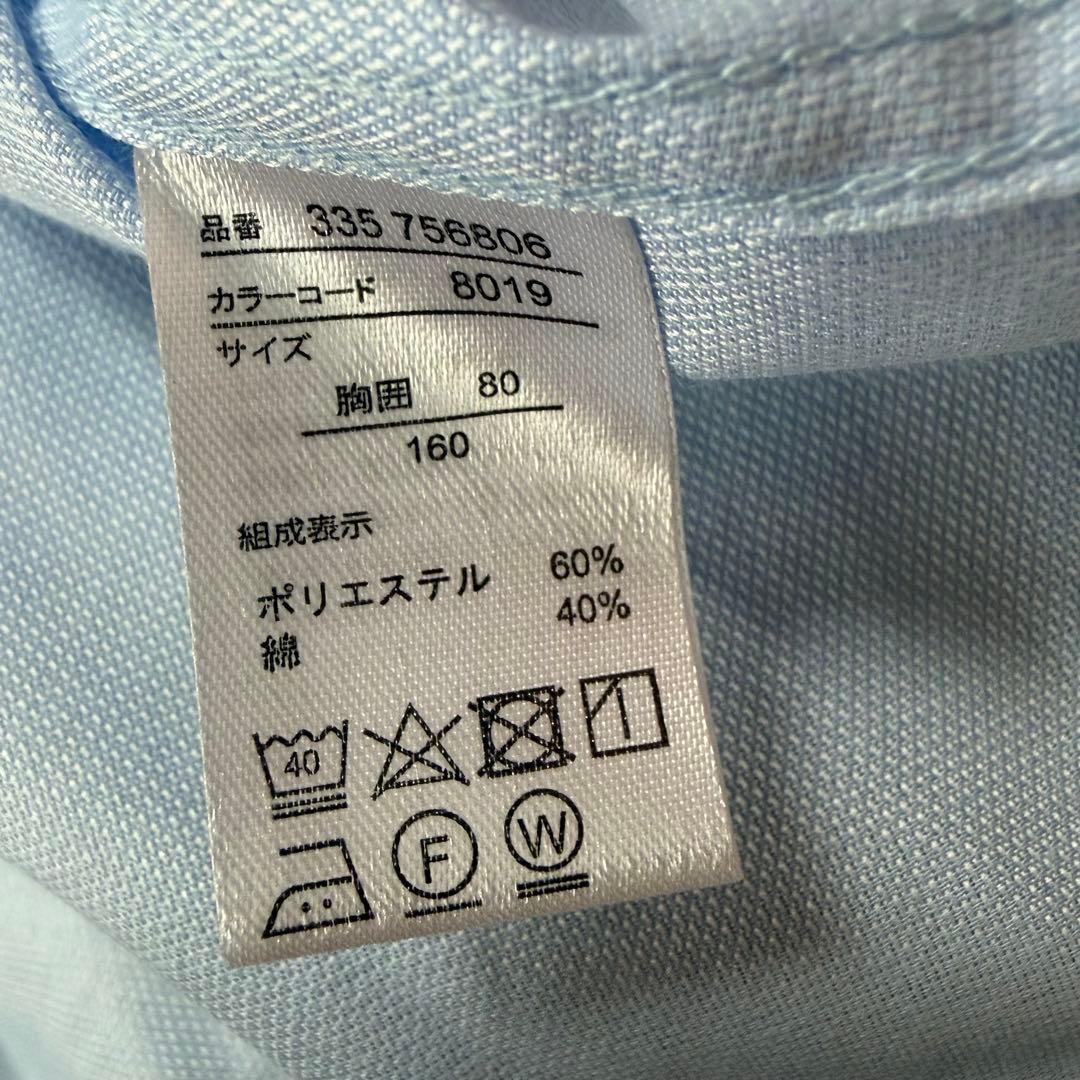 品番 335 756806
カラーコード 8019
サイズ
胸囲 80
160
組成表示
ポリエステル 60%
綿 40%
40
F
W